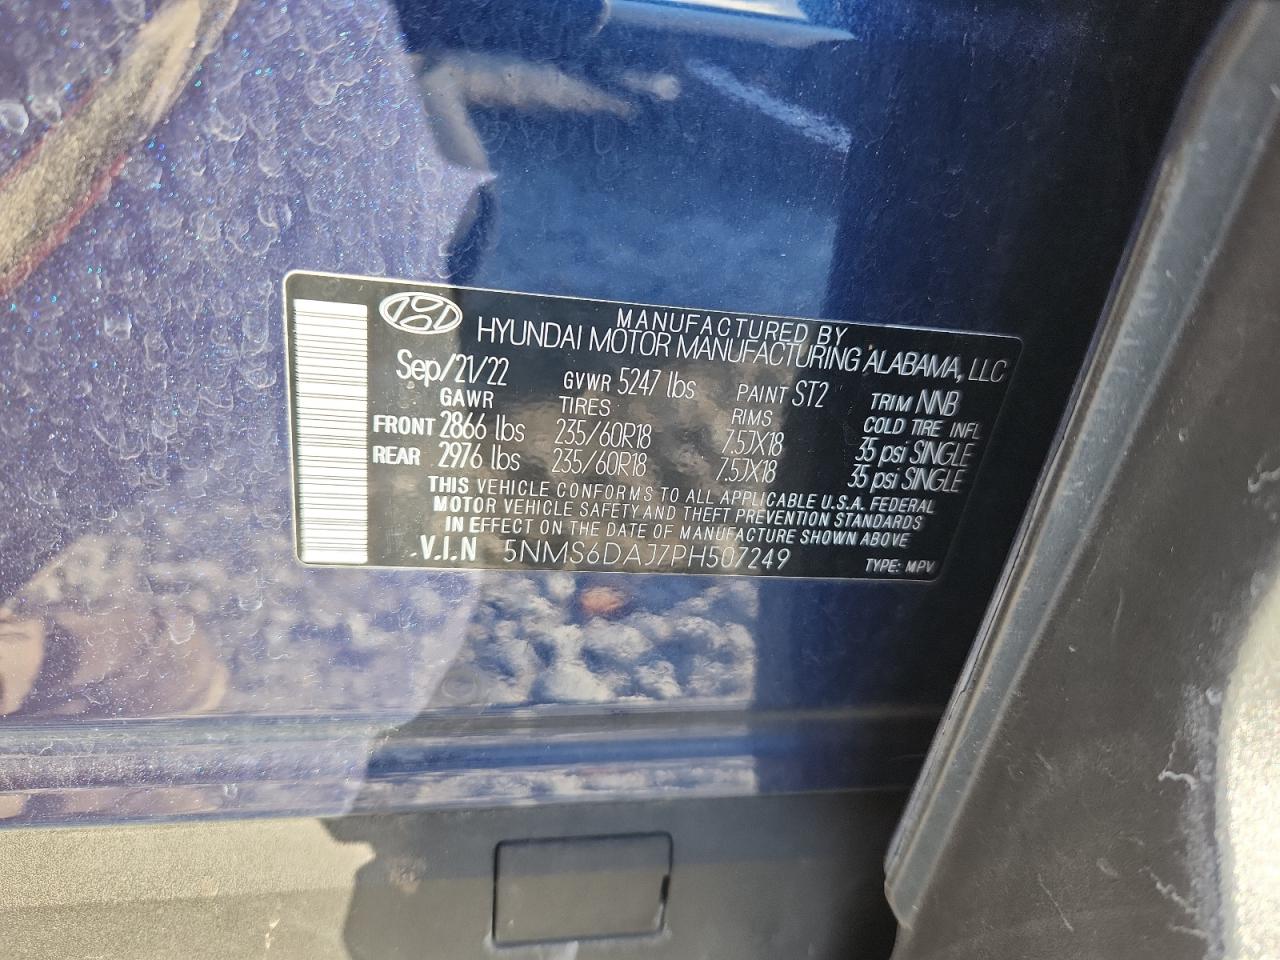 MANUFACTURED BY
HYUNDAI MOTOR MANUFACTURING ALABAMA, LLC
Sep/21/22 GVWR 5247 lbs PAINT ST2 TRIM NNB
GAWR TIRES RIMS COLD TIRE INFL
FRONT 2866 lbs 235/60R18 7.5JX18 35 psi SINGLE
REAR 2976 lbs 235/60R18 7.5JX18 35 psi SINGLE
THIS VEHICLE CONFORMS TO ALL APPLICABLE U.S.A. FEDERAL
MOTOR VEHICLE SAFETY AND THEFT PREVENTION STANDARDS
IN EFFECT ON THE DATE OF MANUFACTURE SHOWN ABOVE
V.I.N 5NMS6DAJ7PH507249 TYPE: MPV